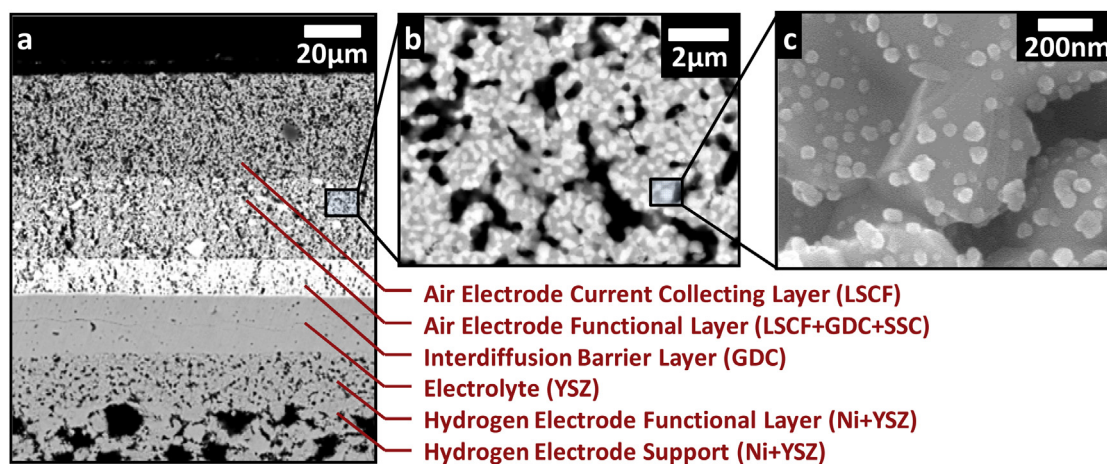 a
20μm
b
2μm
c
200nm
Air Electrode Current Collecting Layer (LSCF)
Air Electrode Functional Layer (LSCF+GDC+SSC)
Interdiffusion Barrier Layer (GDC)
Electrolyte (YSZ)
Hydrogen Electrode Functional Layer (Ni+YSZ)
Hydrogen Electrode Support (Ni+YSZ)